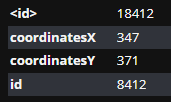 <id> 18412
coordinatesX 347
coordinatesY 371
id 8412